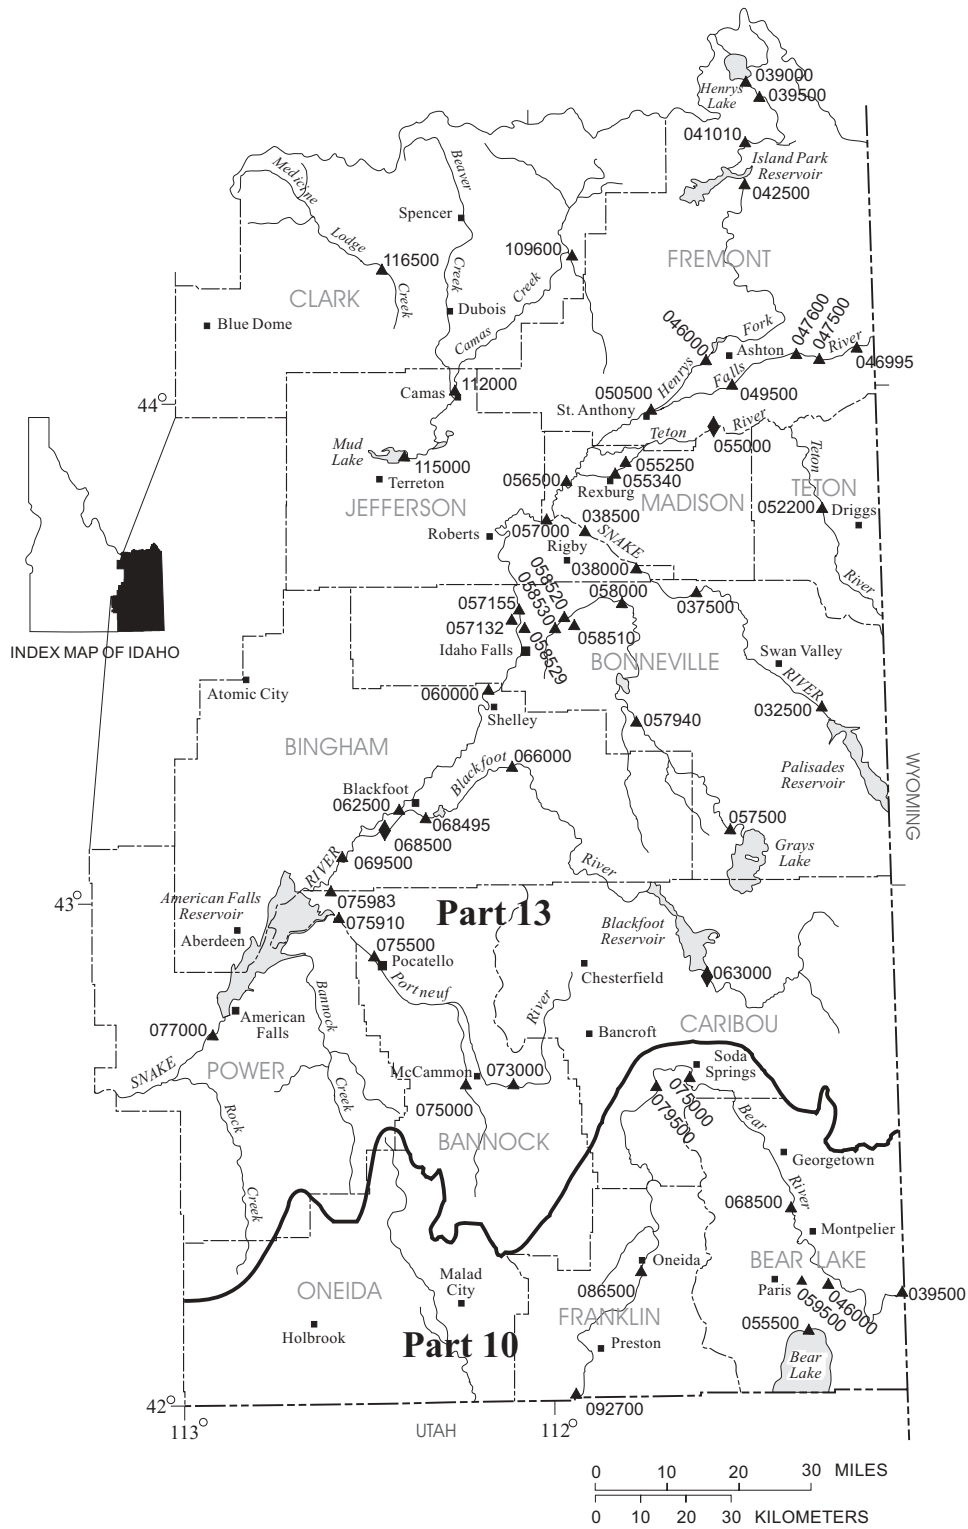 039000
Henrys
Lake
039500
041010
Island Park
Reservoir
042500
Medicine
Lodge
Creek
Beaver
Creek
Spencer
116500
109600
FREMONT
CLARK
Dubois
Blue Dome
Camas
Creek
046000
Henrys
Fork
Ashton
047600
047500
River
046995
Falls
049500
112000
Camas
050500
St. Anthony
44°
Teton
River
055000
Mud
Lake
115000
Terreton
055250
055340
056500
Rexburg
MADISON
Teton
River
TETON
052200
Driggs
JEFFERSON
Roberts
057000
038500
SNAKE
Rigby
038000
058520
058530
058000
037500
057155
057132
058510
058529
Idaho Falls
BONNEVILLE
Swan Valley
RIVER
032500
INDEX MAP OF IDAHO
Atomic City
060000
Shelley
057940
BINGHAM
Palisades
Reservoir
WYOMING
Blackfoot
066000
Blackfoot
062500
068495
068500
057500
Grays
Lake
069500
RIVER
River
43°
American Falls
Reservoir
075983
075910
Part 13
Aberdeen
075500
Pocatello
Blackfoot
Reservoir
063000
Chesterfield
Portneuf
River
Bannock
Creek
American
Falls
077000
Bancroft
CARIBOU
SNAKE
POWER
McCammon
073000
Soda
Springs
075000
075000
079500
Rock
Creek
BANNOCK
Bear
River
Georgetown
068500
Montpelier
Oneida
BEAR LAKE
086500
ONEIDA
Malad
City
Paris
059500
046000
039500
FRANKLIN
055500
Holbrook
Part 10
Preston
Bear
Lake
42°
092700
113°
UTAH
112°
0 10 20 30 MILES
0 10 20 30 KILOMETERS